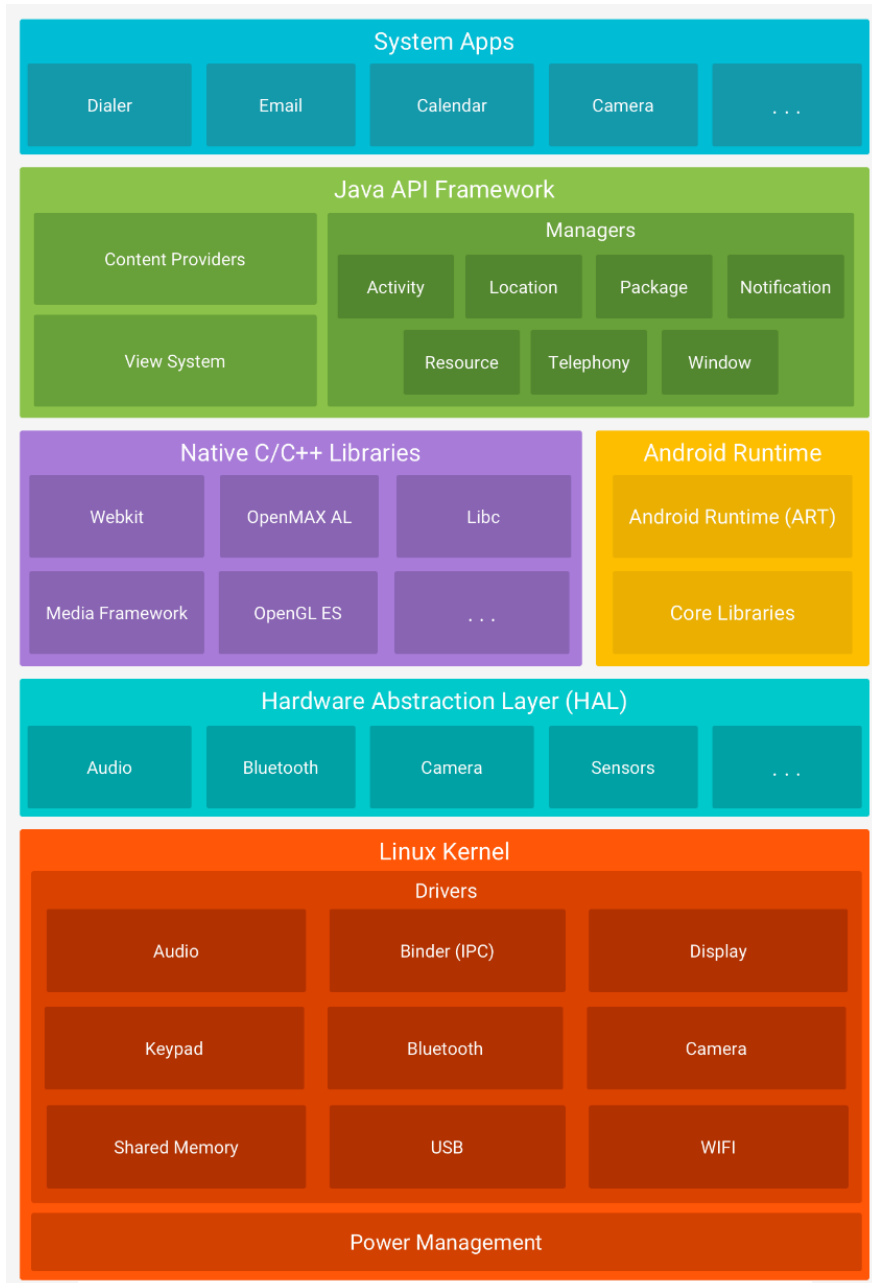 System Apps
Dialer
Email
Calendar
Camera
. . .
Java API Framework
Content Providers
View System
Managers
Activity
Location
Package
Notification
Resource
Telephony
Window
Native C/C++ Libraries
Webkit
OpenMAX AL
Libc
Media Framework
OpenGL ES
. . .
Android Runtime
Android Runtime (ART)
Core Libraries
Hardware Abstraction Layer (HAL)
Audio
Bluetooth
Camera
Sensors
. . .
Linux Kernel
Drivers
Audio
Binder (IPC)
Display
Keypad
Bluetooth
Camera
Shared Memory
USB
WIFI
Power Management